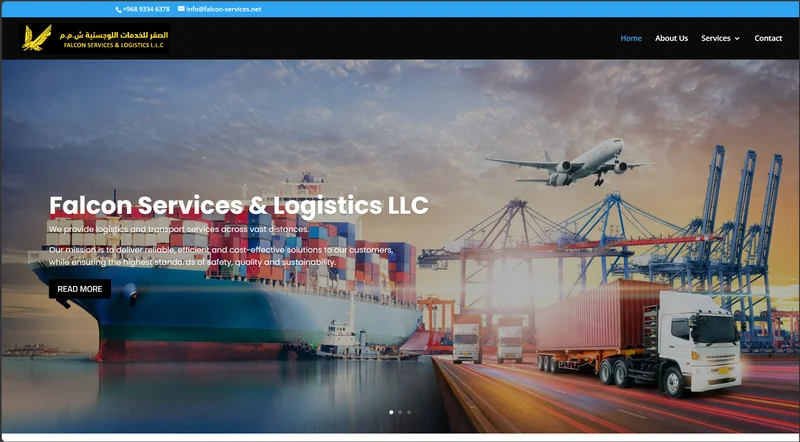 +968 9334 6378 info@falcon-services.net
الصقر للخدمات اللوجستية ش.م.م
FALCON SERVICES & LOGISTICS L.L.C
Home About Us Services Contact
Falcon Services & Logistics LLC
We provide logistics and transport services across vast distances.
Our mission is to deliver reliable, efficient and cost-effective solutions to our customers,
while ensuring the highest standards of safety, quality and sustainability.
READ MORE